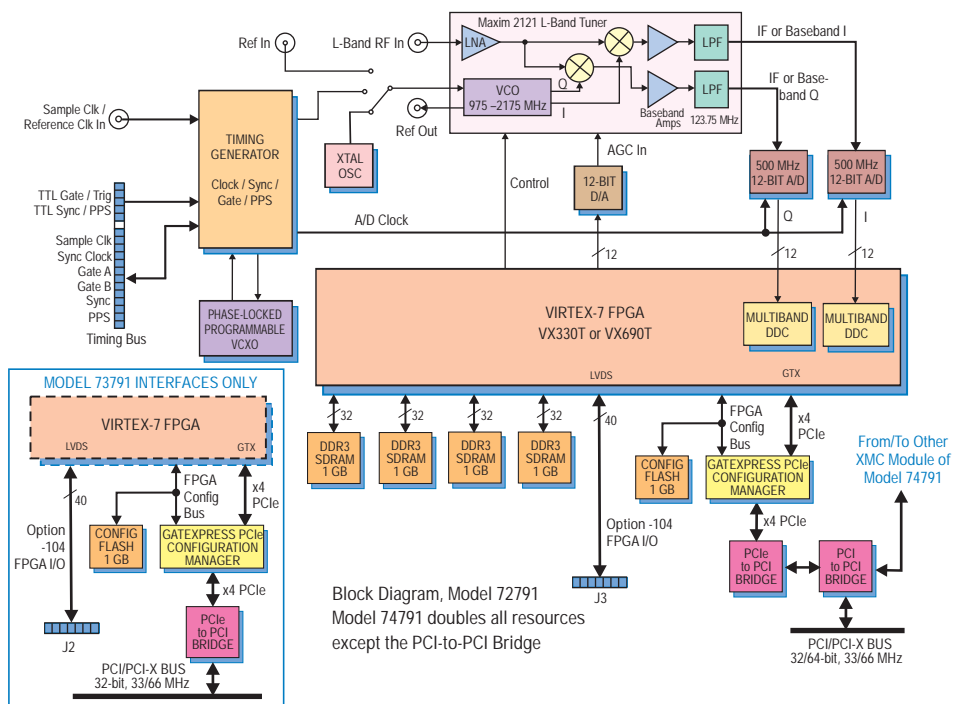 Maxim 2121 L-Band Tuner
Ref In
L-Band RF In
LNA
LPF
IF or Baseband I
Q
I
VCO
975 –2175 MHz
LPF
IF or Base-
band Q
Baseband
Amps
123.75 MHz
Ref Out
Sample Clk /
Reference Clk In
TIMING
GENERATOR
Clock / Sync /
Gate / PPS
XTAL
OSC
Control
AGC In
12-BIT
D/A
500 MHz
12-BIT A/D
500 MHz
12-BIT A/D
TTL Gate / Trig
TTL Sync / PPS
Sample Clk
Sync Clock
Gate A
Gate B
Sync
PPS
Timing Bus
A/D Clock
Q
I
12
12
12
PHASE-LOCKED
PROGRAMMABLE
VCXO
VIRTEX-7 FPGA
VX330T or VX690T
MULTIBAND
DDC
MULTIBAND
DDC
LVDS
GTX
32
32
32
32
40
DDR3
SDRAM
1 GB
DDR3
SDRAM
1 GB
DDR3
SDRAM
1 GB
DDR3
SDRAM
1 GB
FPGA
Config
Bus
x4
PCIe
CONFIG
FLASH
1 GB
GATEXPRESS PCIe
CONFIGURATION
MANAGER
From/To Other
XMC Module of
Model 74791
Option -104
FPGA I/O
J3
x4 PCIe
PCIe
to PCI
BRIDGE
PCI
to PCI
BRIDGE
PCI/PCI-X BUS
32/64-bit, 33/66 MHz
Block Diagram, Model 72791
Model 74791 doubles all resources
except the PCI-to-PCI Bridge
MODEL 73791 INTERFACES ONLY
VIRTEX-7 FPGA
LVDS
GTX
40
FPGA
Config
Bus
x4
PCIe
Option
-104
FPGA I/O
CONFIG
FLASH
1 GB
GATEXPRESS PCIe
CONFIGURATION
MANAGER
x4 PCIe
J2
PCIe
to PCI
BRIDGE
PCI/PCI-X BUS
32-bit, 33/66 MHz